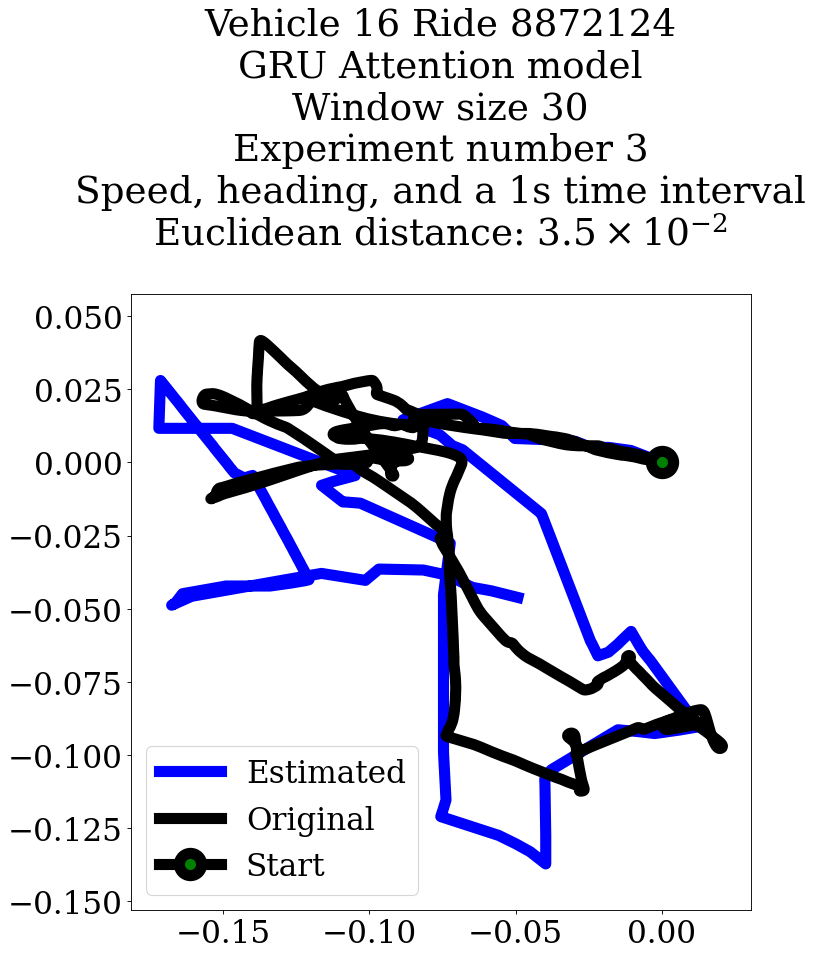 Vehicle 16 Ride 8872124
GRU Attention model
Window size 30
Experiment number 3
Speed, heading, and a 1s time interval
Euclidean distance: 3.5 × 10⁻²
0.050
0.025
0.000
−0.025
−0.050
−0.075
−0.100
−0.125
−0.150
Estimated
Original
Start
−0.15
−0.10
−0.05
0.00